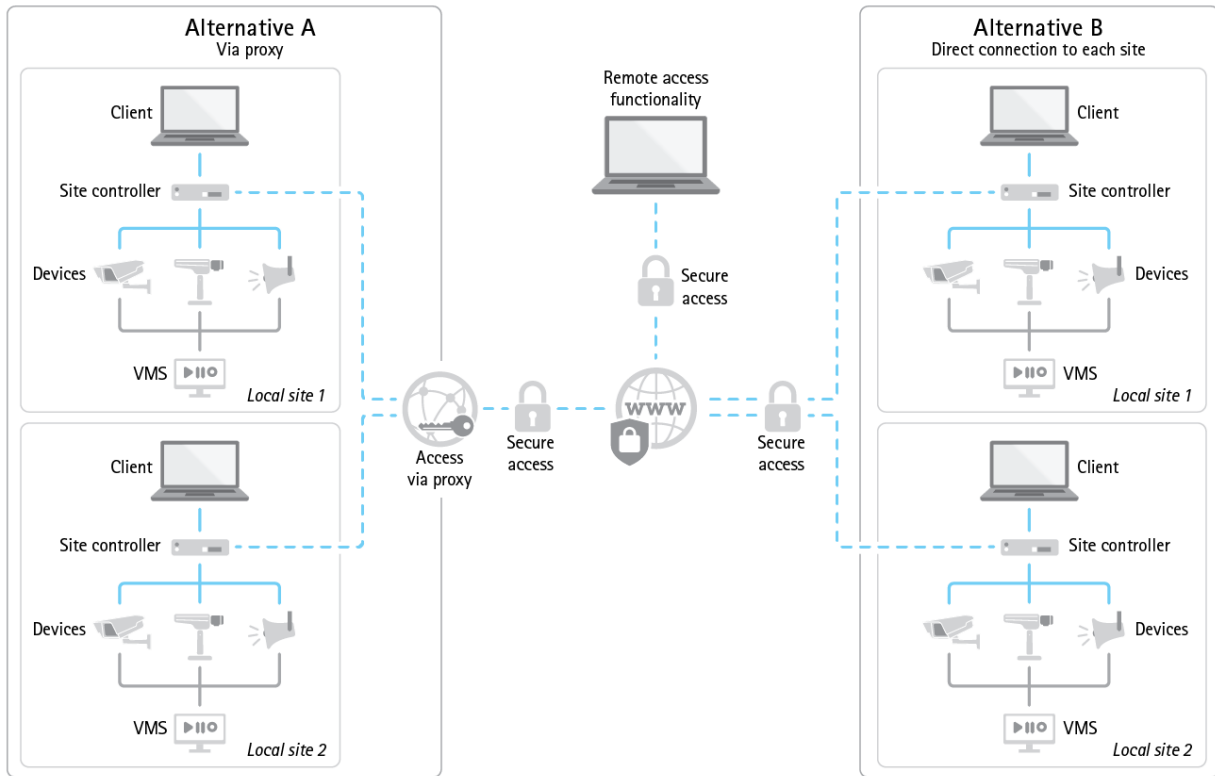 Alternative A
Via proxy
Client
Site controller
Devices
VMS
Local site 1
Client
Site controller
Devices
VMS
Local site 2
Access
via proxy
Secure
access
Remote access
functionality
Secure
access
WWW
Secure
access
Alternative B
Direct connection to each site
Client
Site controller
Devices
VMS
Local site 1
Client
Site controller
Devices
VMS
Local site 2